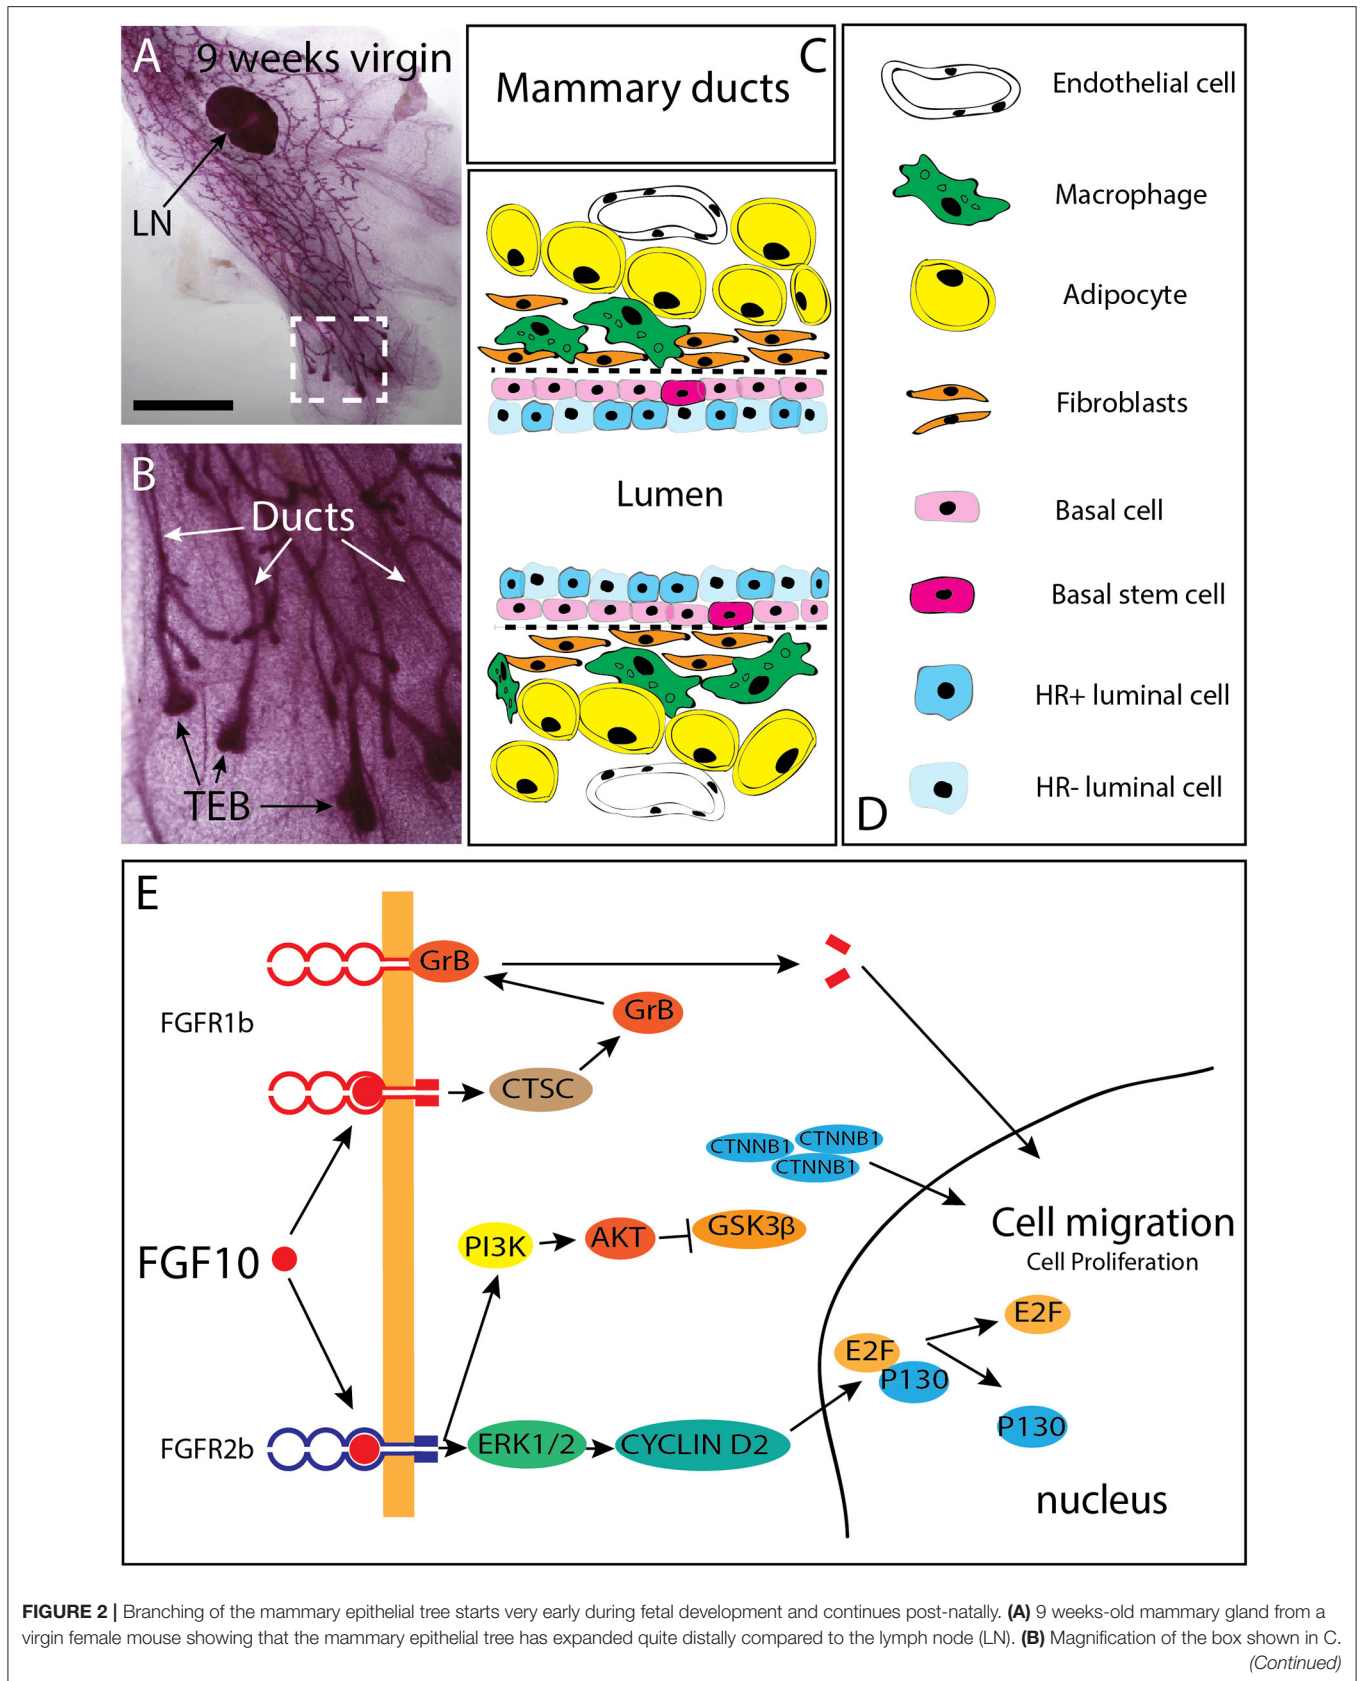 A
9 weeks virgin
LN
B
Ducts
TEB
C
Mammary ducts
Lumen
Endothelial cell
Macrophage
Adipocyte
Fibroblasts
Basal cell
Basal stem cell
HR+ luminal cell
HR- luminal cell
D
E
GrB
FGFR1b
GrB
CTSC
CTNNB1
CTNNB1
CTNNB1
FGF10
PI3K
AKT
GSK3β
Cell migration
Cell Proliferation
E2F
E2F
P130
P130
FGFR2b
ERK1/2
CYCLIN D2
nucleus
FIGURE 2 | Branching of the mammary epithelial tree starts very early during fetal development and continues post-natally. (A) 9 weeks-old mammary gland from a
virgin female mouse showing that the mammary epithelial tree has expanded quite distally compared to the lymph node (LN). (B) Magnification of the box shown in C.
(Continued)